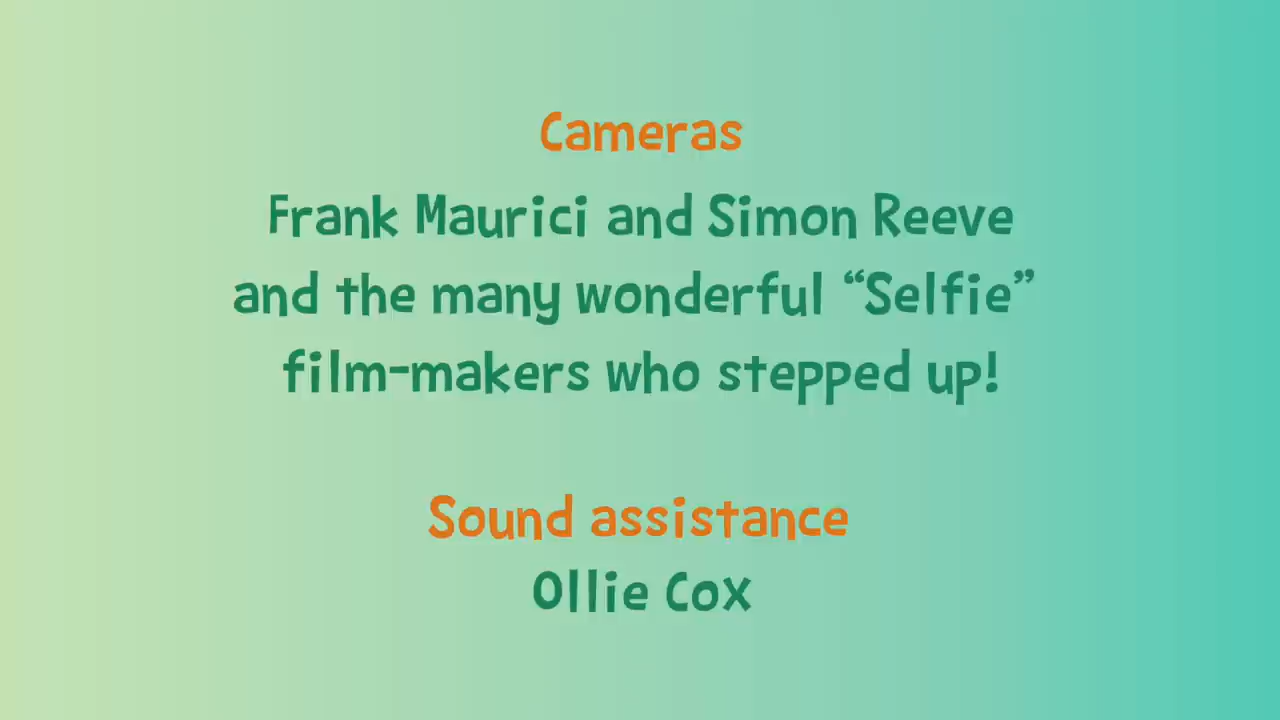 Cameras
Frank Maurici and Simon Reeve
and the many wonderful “Selfie”
film-makers who stepped up!
Sound assistance
Ollie Cox